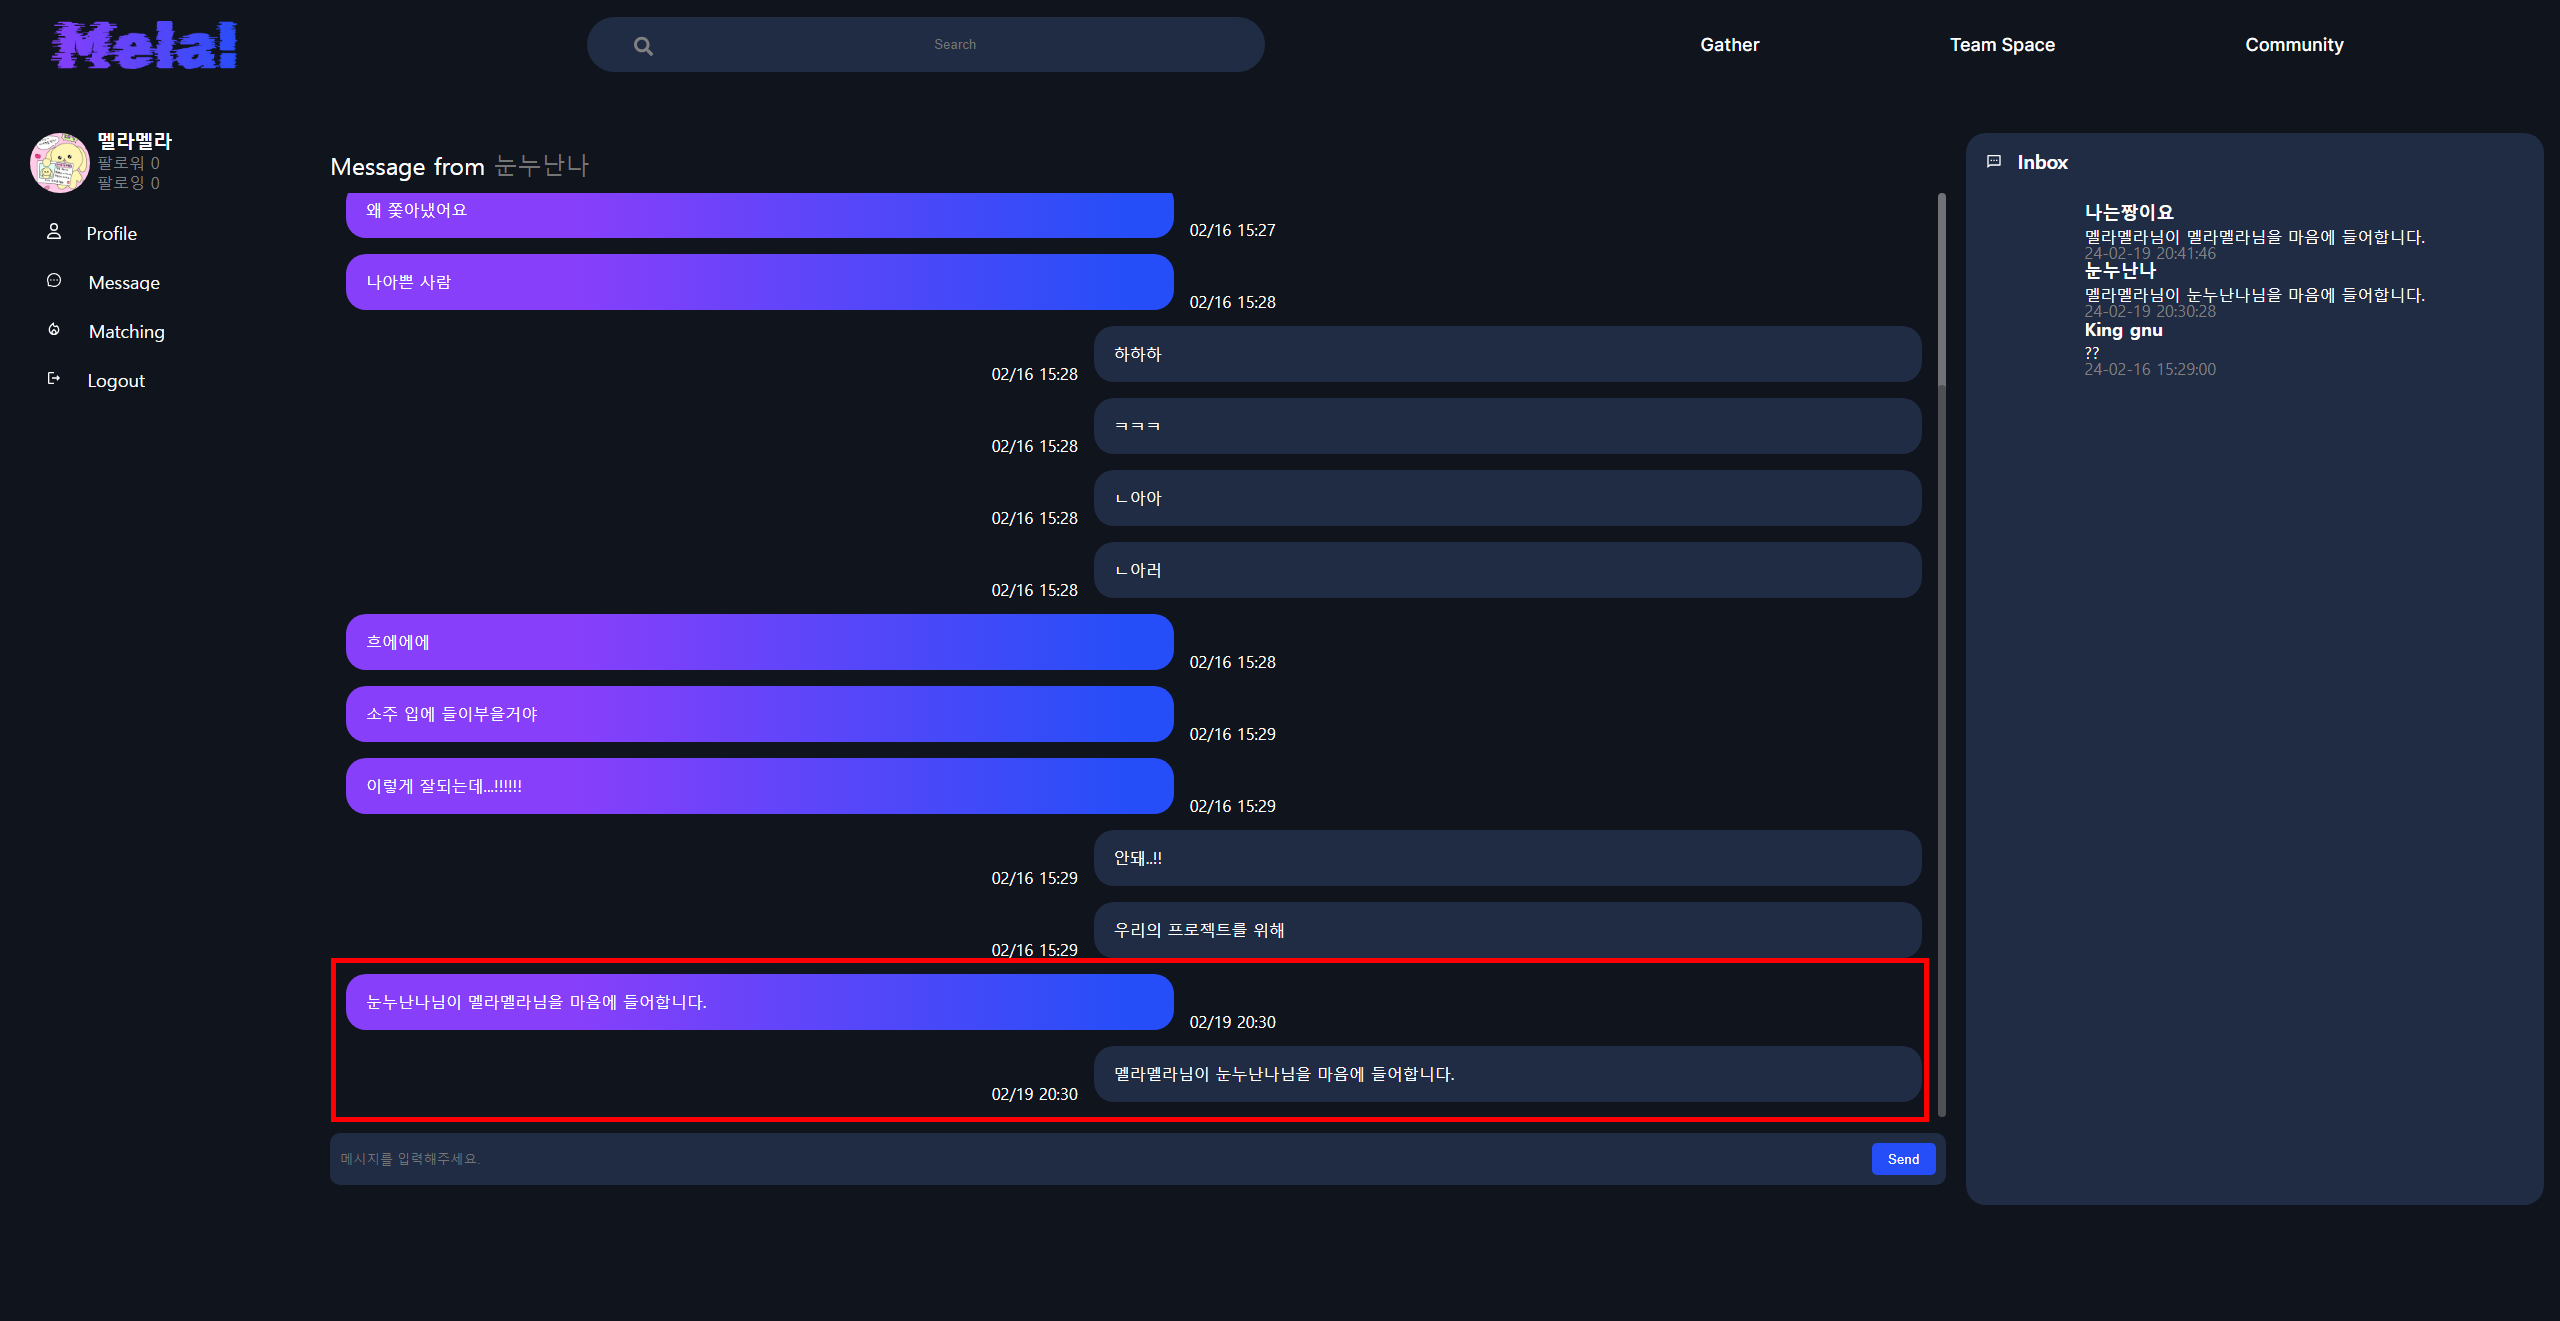 Mela!
Search
Gather
Team Space
Community
멜라멜라
팔로워 0
팔로잉 0
Profile
Message
Matching
Logout
Message from 눈누난나
왜 쫓아냈어요
02/16 15:27
나아쁜 사람
02/16 15:28
하하하
02/16 15:28
ㅋㅋㅋ
02/16 15:28
ㄴ아아
02/16 15:28
ㄴ아러
02/16 15:28
흐에에에
02/16 15:28
소주 입에 들이부을거야
02/16 15:29
이렇게 잘되는데...!!!!!!
02/16 15:29
안돼..!!
02/16 15:29
우리의 프로젝트를 위해
02/16 15:29
눈누난나님이 멜라멜라님을 마음에 들어합니다.
02/19 20:30
멜라멜라님이 눈누난나님을 마음에 들어합니다.
02/19 20:30
메시지를 입력해주세요.
Send
Inbox
나는짱이요
멜라멜라님이 멜라멜라님을 마음에 들어합니다.
24-02-19 20:41:46
눈누난나
멜라멜라님이 눈누난나님을 마음에 들어합니다.
24-02-19 20:30:28
King gnu
??
24-02-16 15:29:00